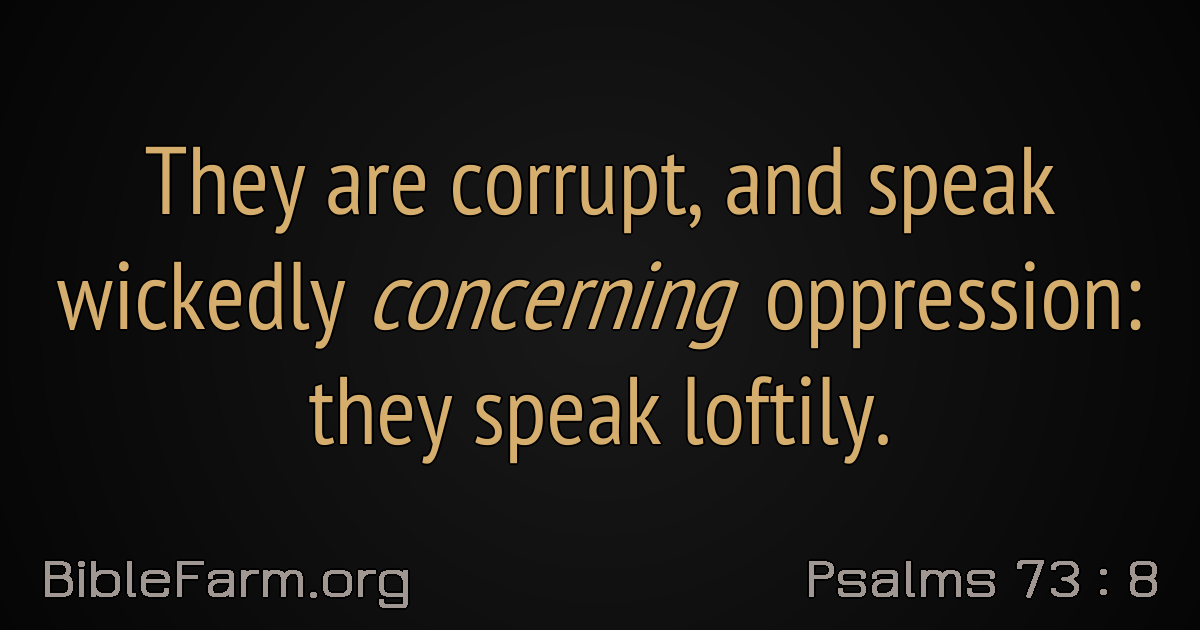 They are corrupt, and speak
wickedly concerning oppression:
they speak loftily.
BibleFarm.org
Psalms 73 : 8